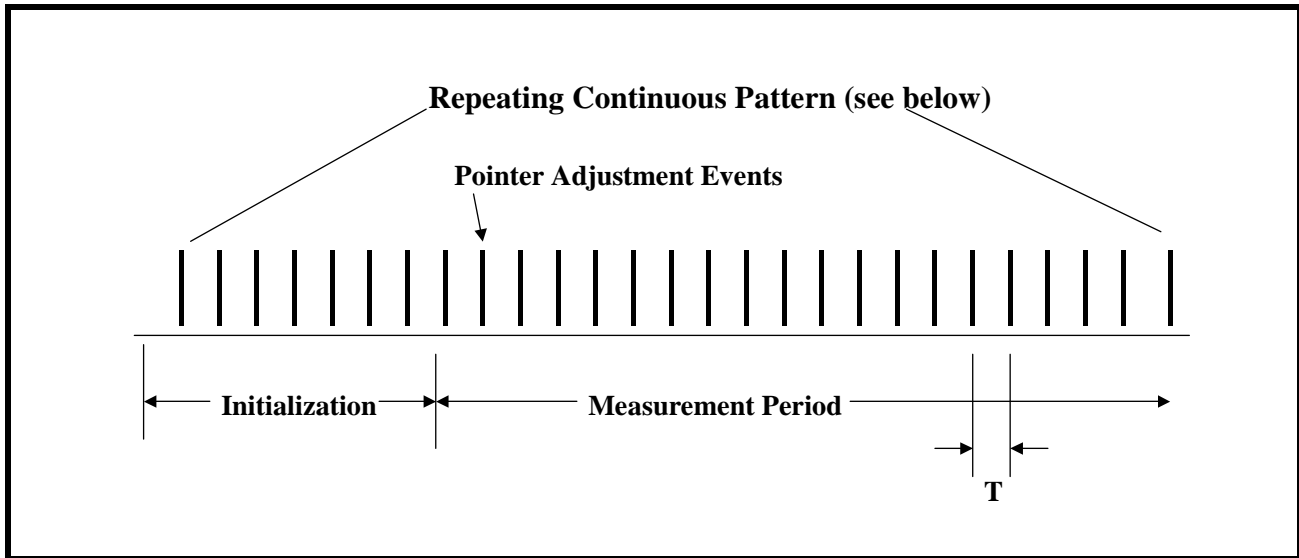 Repeating Continuous Pattern (see below)
Pointer Adjustment Events
Initialization
Measurement Period
T